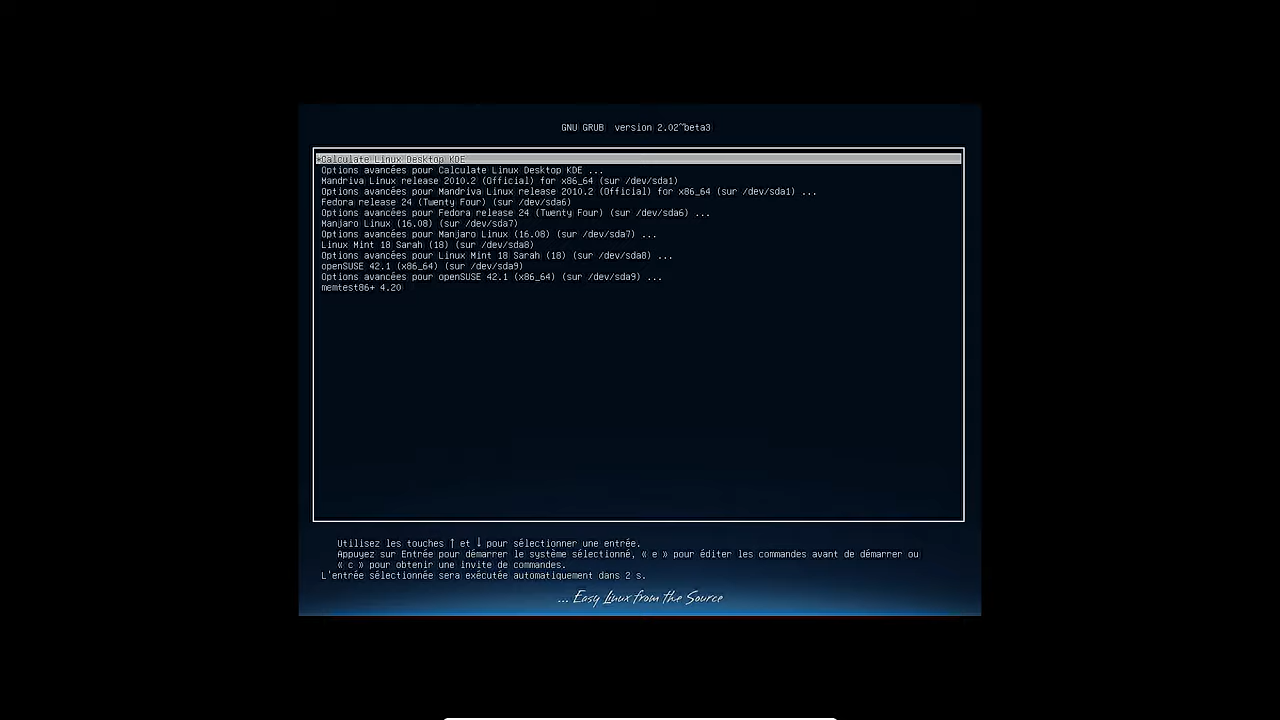 GNU GRUB version 2.02~beta3
*Calculate Linux Desktop KDE
Options avancées pour Calculate Linux Desktop KDE ...
Mandriva Linux release 2010.2 (Official) for x86_64 (sur /dev/sda1)
Options avancées pour Mandriva Linux release 2010.2 (Official) for x86_64 (sur /dev/sda1) ...
Fedora release 24 (Twenty Four) (sur /dev/sda6)
Options avancées pour Fedora release 24 (Twenty Four) (sur /dev/sda6) ...
Manjaro Linux (16.08) (sur /dev/sda7)
Options avancées pour Manjaro Linux (16.08) (sur /dev/sda7) ...
Linux Mint 18 Sarah (18) (sur /dev/sda8)
Options avancées pour Linux Mint 18 Sarah (18) (sur /dev/sda8) ...
openSUSE 42.1 (x86_64) (sur /dev/sda9)
Options avancées pour openSUSE 42.1 (x86_64) (sur /dev/sda9) ...
memtest86+ 4.20
Utilisez les touches ↑ et ↓ pour sélectionner une entrée.
Appuyez sur Entrée pour démarrer le système sélectionné, « e » pour éditer les commandes avant de démarrer ou
« c » pour obtenir une invite de commandes.
L'entrée sélectionnée sera exécutée automatiquement dans 2 s.
... Easy Linux from the Source